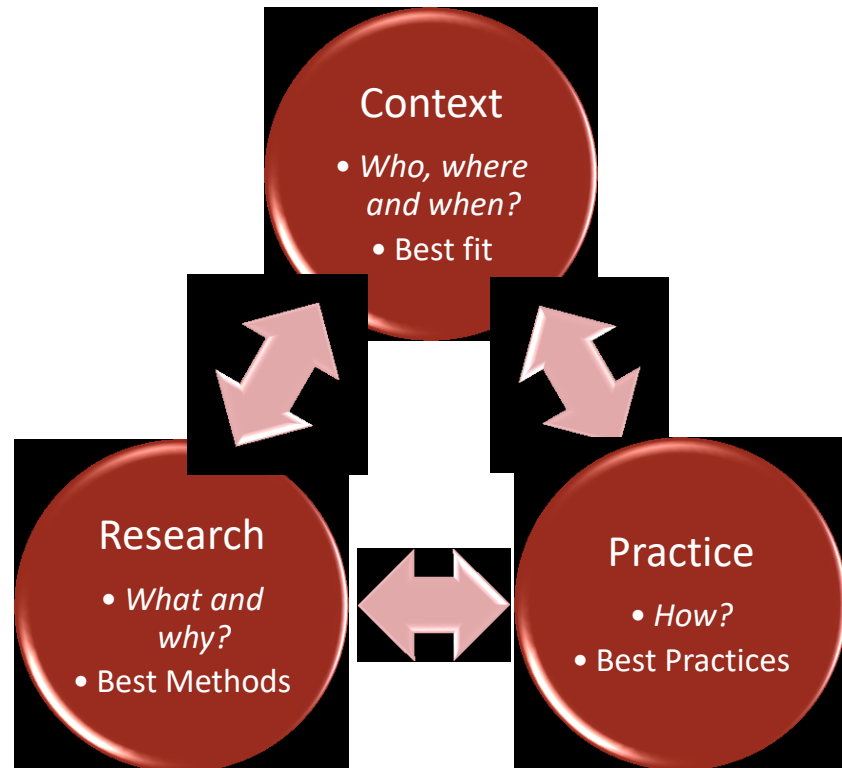 Context
• Who, where
and when?
• Best fit
Research
• What and
why?
• Best Methods
Practice
• How?
• Best Practices